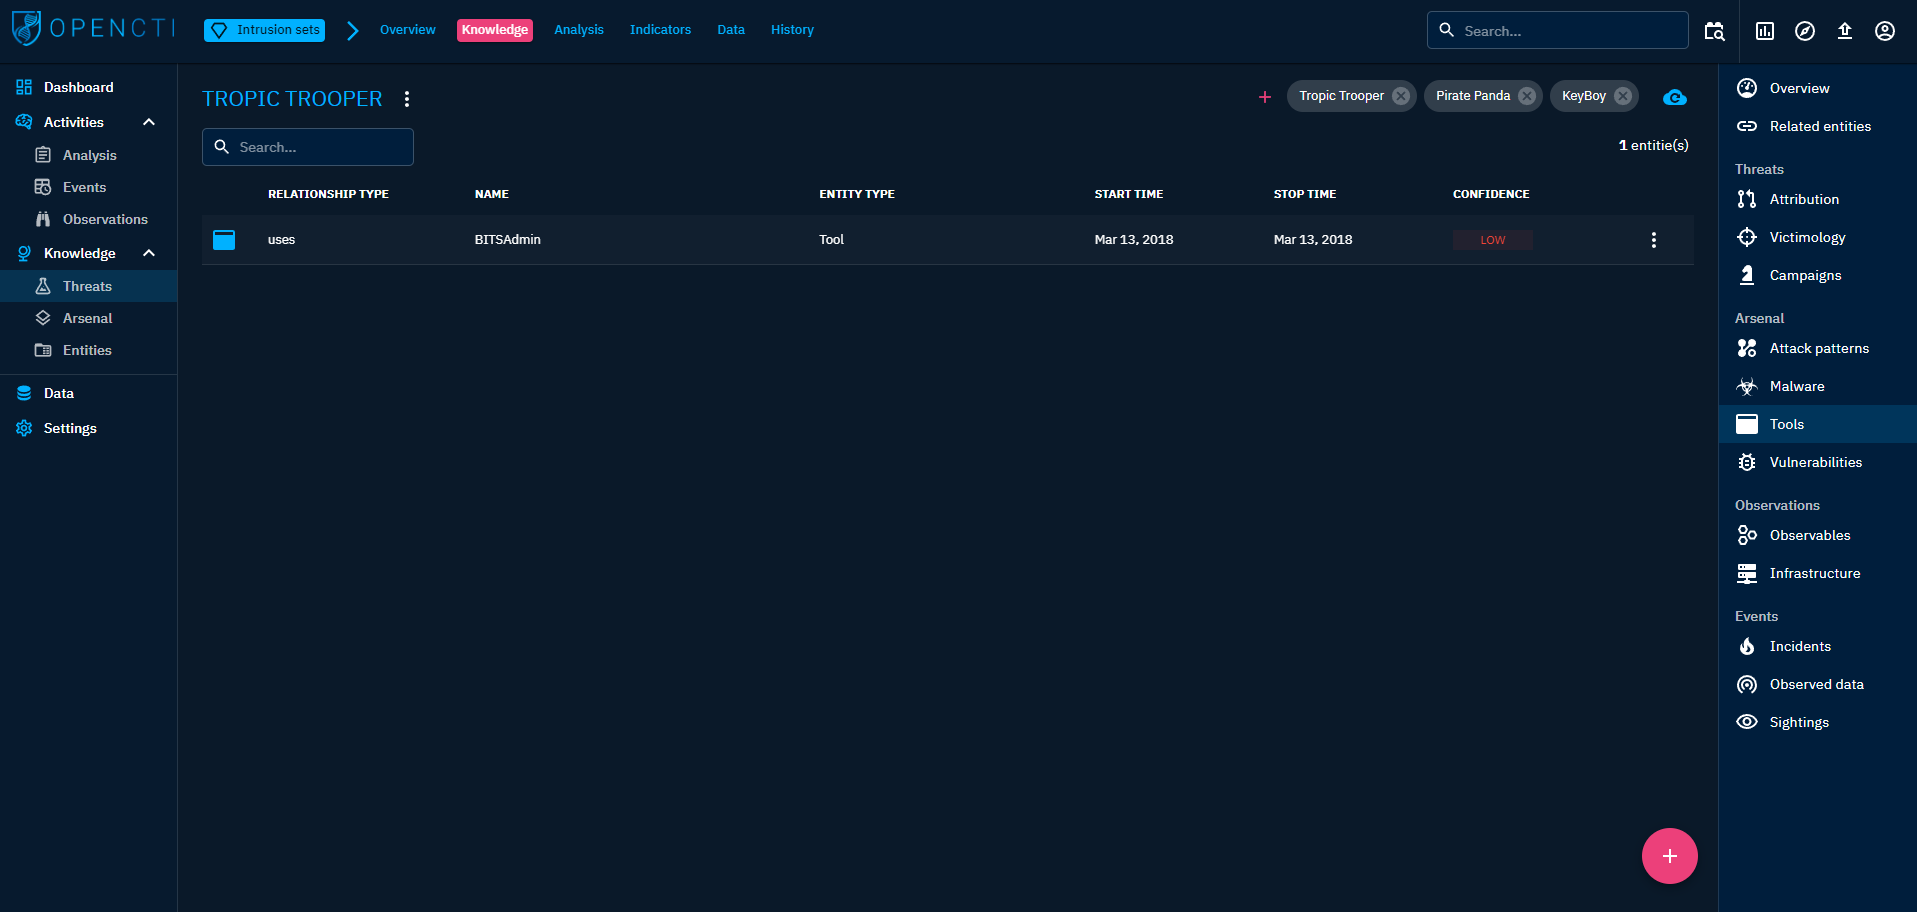 OPENCTI
Intrusion sets
Overview
Knowledge
Analysis
Indicators
Data
History
Search...
Dashboard
Activities
Analysis
Events
Observations
Knowledge
Threats
Arsenal
Entities
Data
Settings
TROPIC TROOPER
Tropic Trooper
Pirate Panda
KeyBoy
Search...
1 entitie(s)
RELATIONSHIP TYPE NAME ENTITY TYPE START TIME STOP TIME CONFIDENCE
uses BITSAdmin Tool Mar 13, 2018 Mar 13, 2018 LOW
Overview
Related entities
Threats
Attribution
Victimology
Campaigns
Arsenal
Attack patterns
Malware
Tools
Vulnerabilities
Observations
Observables
Infrastructure
Events
Incidents
Observed data
Sightings